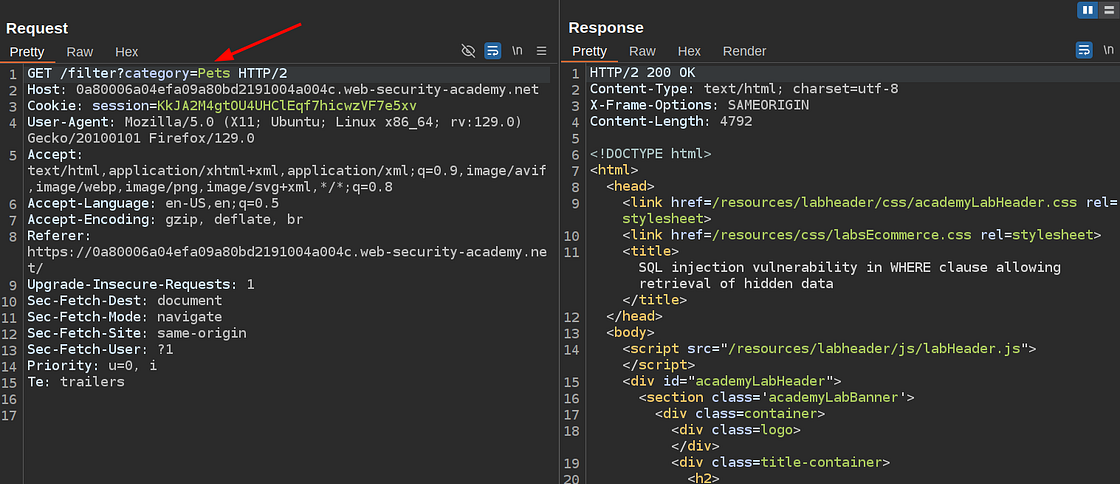 Request
Pretty Raw Hex \n
1 GET /filter?category=Pets HTTP/2
2 Host: 0a80006a04efa09a80bd2191004a004c.web-security-academy.net
3 Cookie: session=KkJA2M4gtOU4UHClEqf7hicwzVF7e5xv
4 User-Agent: Mozilla/5.0 (X11; Ubuntu; Linux x86_64; rv:129.0)
Gecko/20100101 Firefox/129.0
5 Accept:
text/html,application/xhtml+xml,application/xml;q=0.9,image/avif
,image/webp,image/png,image/svg+xml,*/*;q=0.8
6 Accept-Language: en-US,en;q=0.5
7 Accept-Encoding: gzip, deflate, br
8 Referer:
https://0a80006a04efa09a80bd2191004a004c.web-security-academy.ne
t/
9 Upgrade-Insecure-Requests: 1
10 Sec-Fetch-Dest: document
11 Sec-Fetch-Mode: navigate
12 Sec-Fetch-Site: same-origin
13 Sec-Fetch-User: ?1
14 Priority: u=0, i
15 Te: trailers
16
17
Response
Pretty Raw Hex Render \n
1 HTTP/2 200 OK
2 Content-Type: text/html; charset=utf-8
3 X-Frame-Options: SAMEORIGIN
4 Content-Length: 4792
5
6 <!DOCTYPE html>
7 <html>
8 <head>
9 <link href=/resources/labheader/css/academyLabHeader.css rel=
stylesheet>
10 <link href=/resources/css/labsEcommerce.css rel=stylesheet>
11 <title>
SQL injection vulnerability in WHERE clause allowing
retrieval of hidden data
</title>
12 </head>
13 <body>
14 <script src="/resources/labheader/js/labHeader.js">
</script>
15 <div id="academyLabHeader">
16 <section class='academyLabBanner'>
17 <div class=container>
18 <div class=logo>
</div>
19 <div class=title-container>
20 <h2>